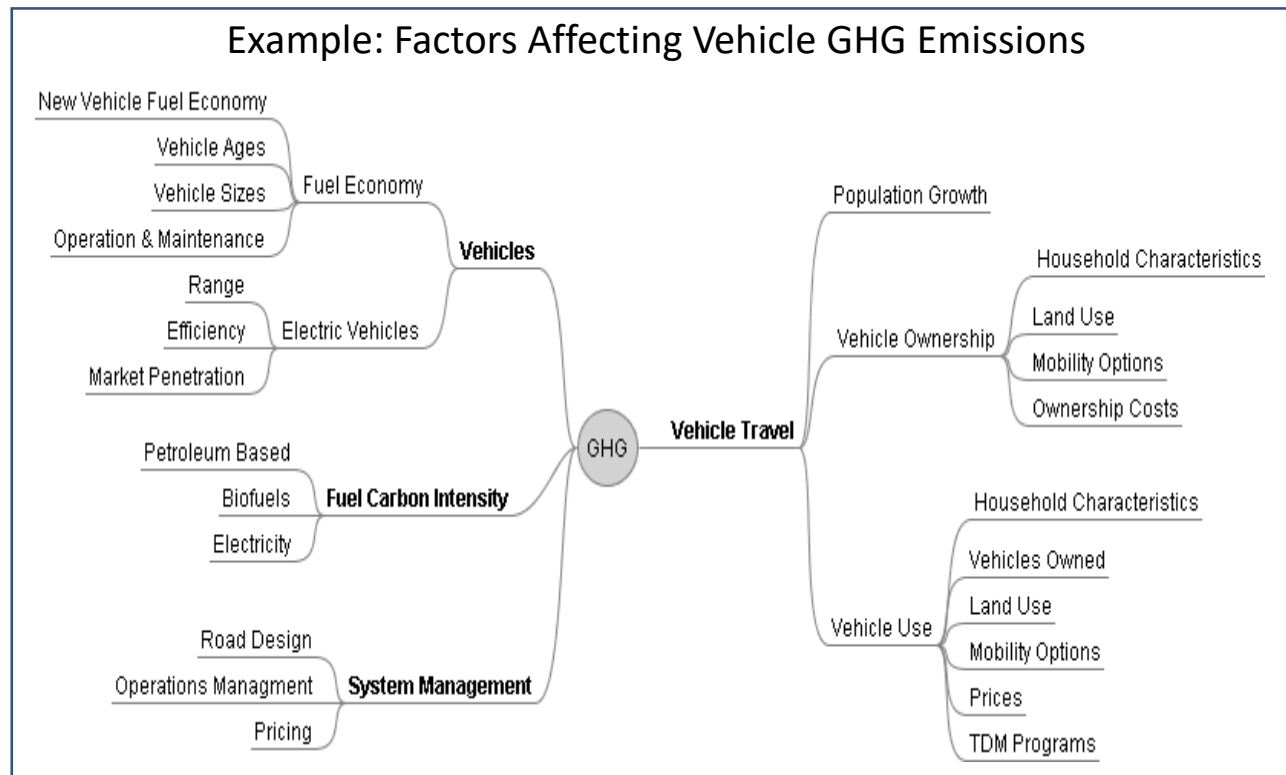 Example: Factors Affecting Vehicle GHG Emissions
New Vehicle Fuel Economy
Vehicle Ages
Vehicle Sizes
Operation & Maintenance
Fuel Economy
Range
Efficiency
Market Penetration
Electric Vehicles
Vehicles
Petroleum Based
Biofuels
Electricity
Fuel Carbon Intensity
Road Design
Operations Managment
Pricing
System Management
GHG
Vehicle Travel
Population Growth
Vehicle Ownership
Household Characteristics
Land Use
Mobility Options
Ownership Costs
Vehicle Use
Household Characteristics
Vehicles Owned
Land Use
Mobility Options
Prices
TDM Programs